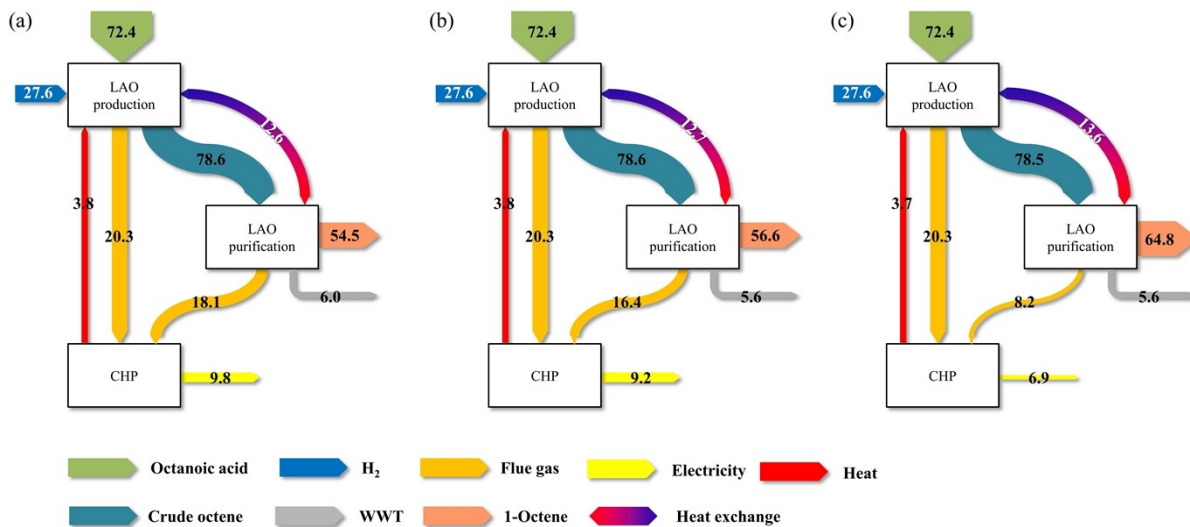 (a)
72.4
27.6
LAO
production
12.6
78.6
3.8
20.3
LAO
purification
54.5
18.1
6.0
CHP
9.8
(b)
72.4
27.6
LAO
production
12.7
78.6
3.8
20.3
LAO
purification
56.6
16.4
5.6
CHP
9.2
(c)
72.4
27.6
LAO
production
13.6
78.5
3.7
20.3
LAO
purification
64.8
8.2
5.6
CHP
6.9
Octanoic acid
H₂
Flue gas
Electricity
Heat
Crude octene
WWT
1-Octene
Heat exchange